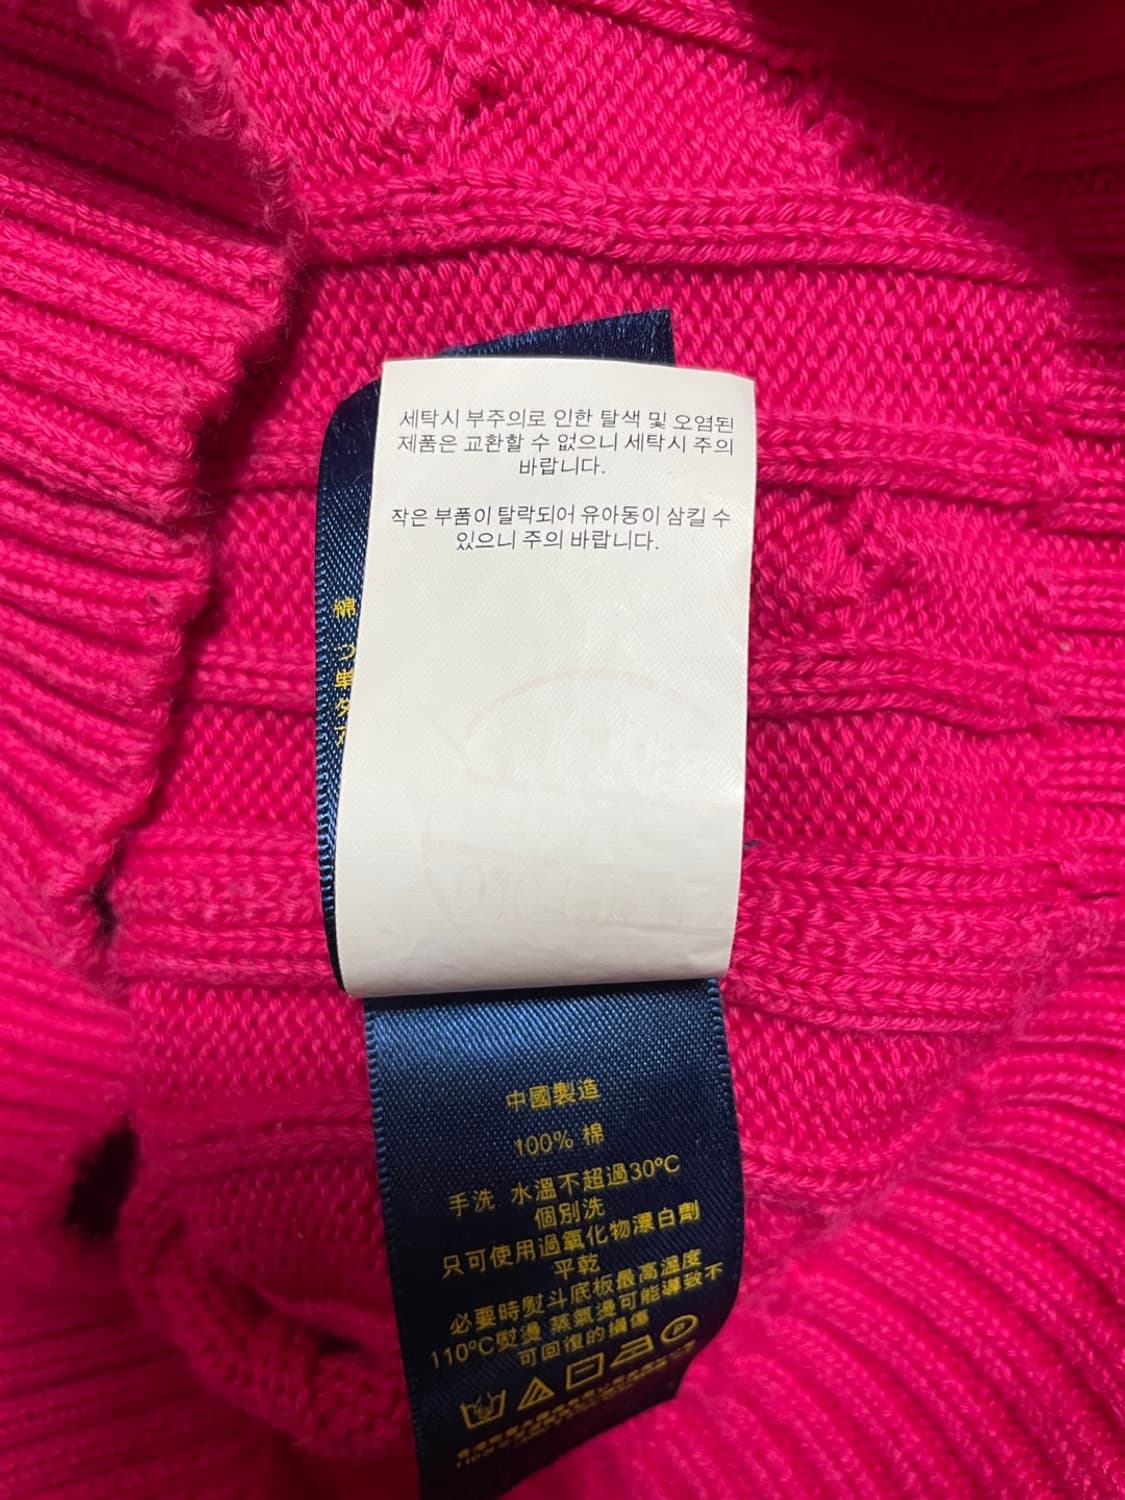 세탁시 부주의로 인한 탈색 및 오염된
제품은 교환할 수 없으니 세탁시 주의
바랍니다.
작은 부품이 탈락되어 유아동이 삼킬 수
있으니 주의 바랍니다.
綿
つ
単
中國製造
100% 棉
手洗 水溫不超過30°C
個別洗
只可使用過氧化物漂白劑
平乾
必要時熨斗底板最高溫度
110°C熨燙 蒸氣燙可能導致不
可回復的損傷
P